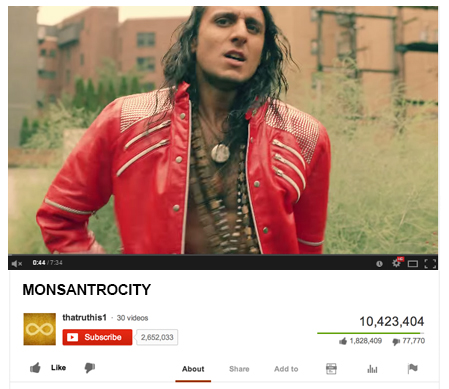 0:44 / 7:34
MONSANTROCITY
thatruthis1 · 30 videos
Subscribe 2,652,033
10,423,404
1,828,409 77,770
Like
About Share Add to